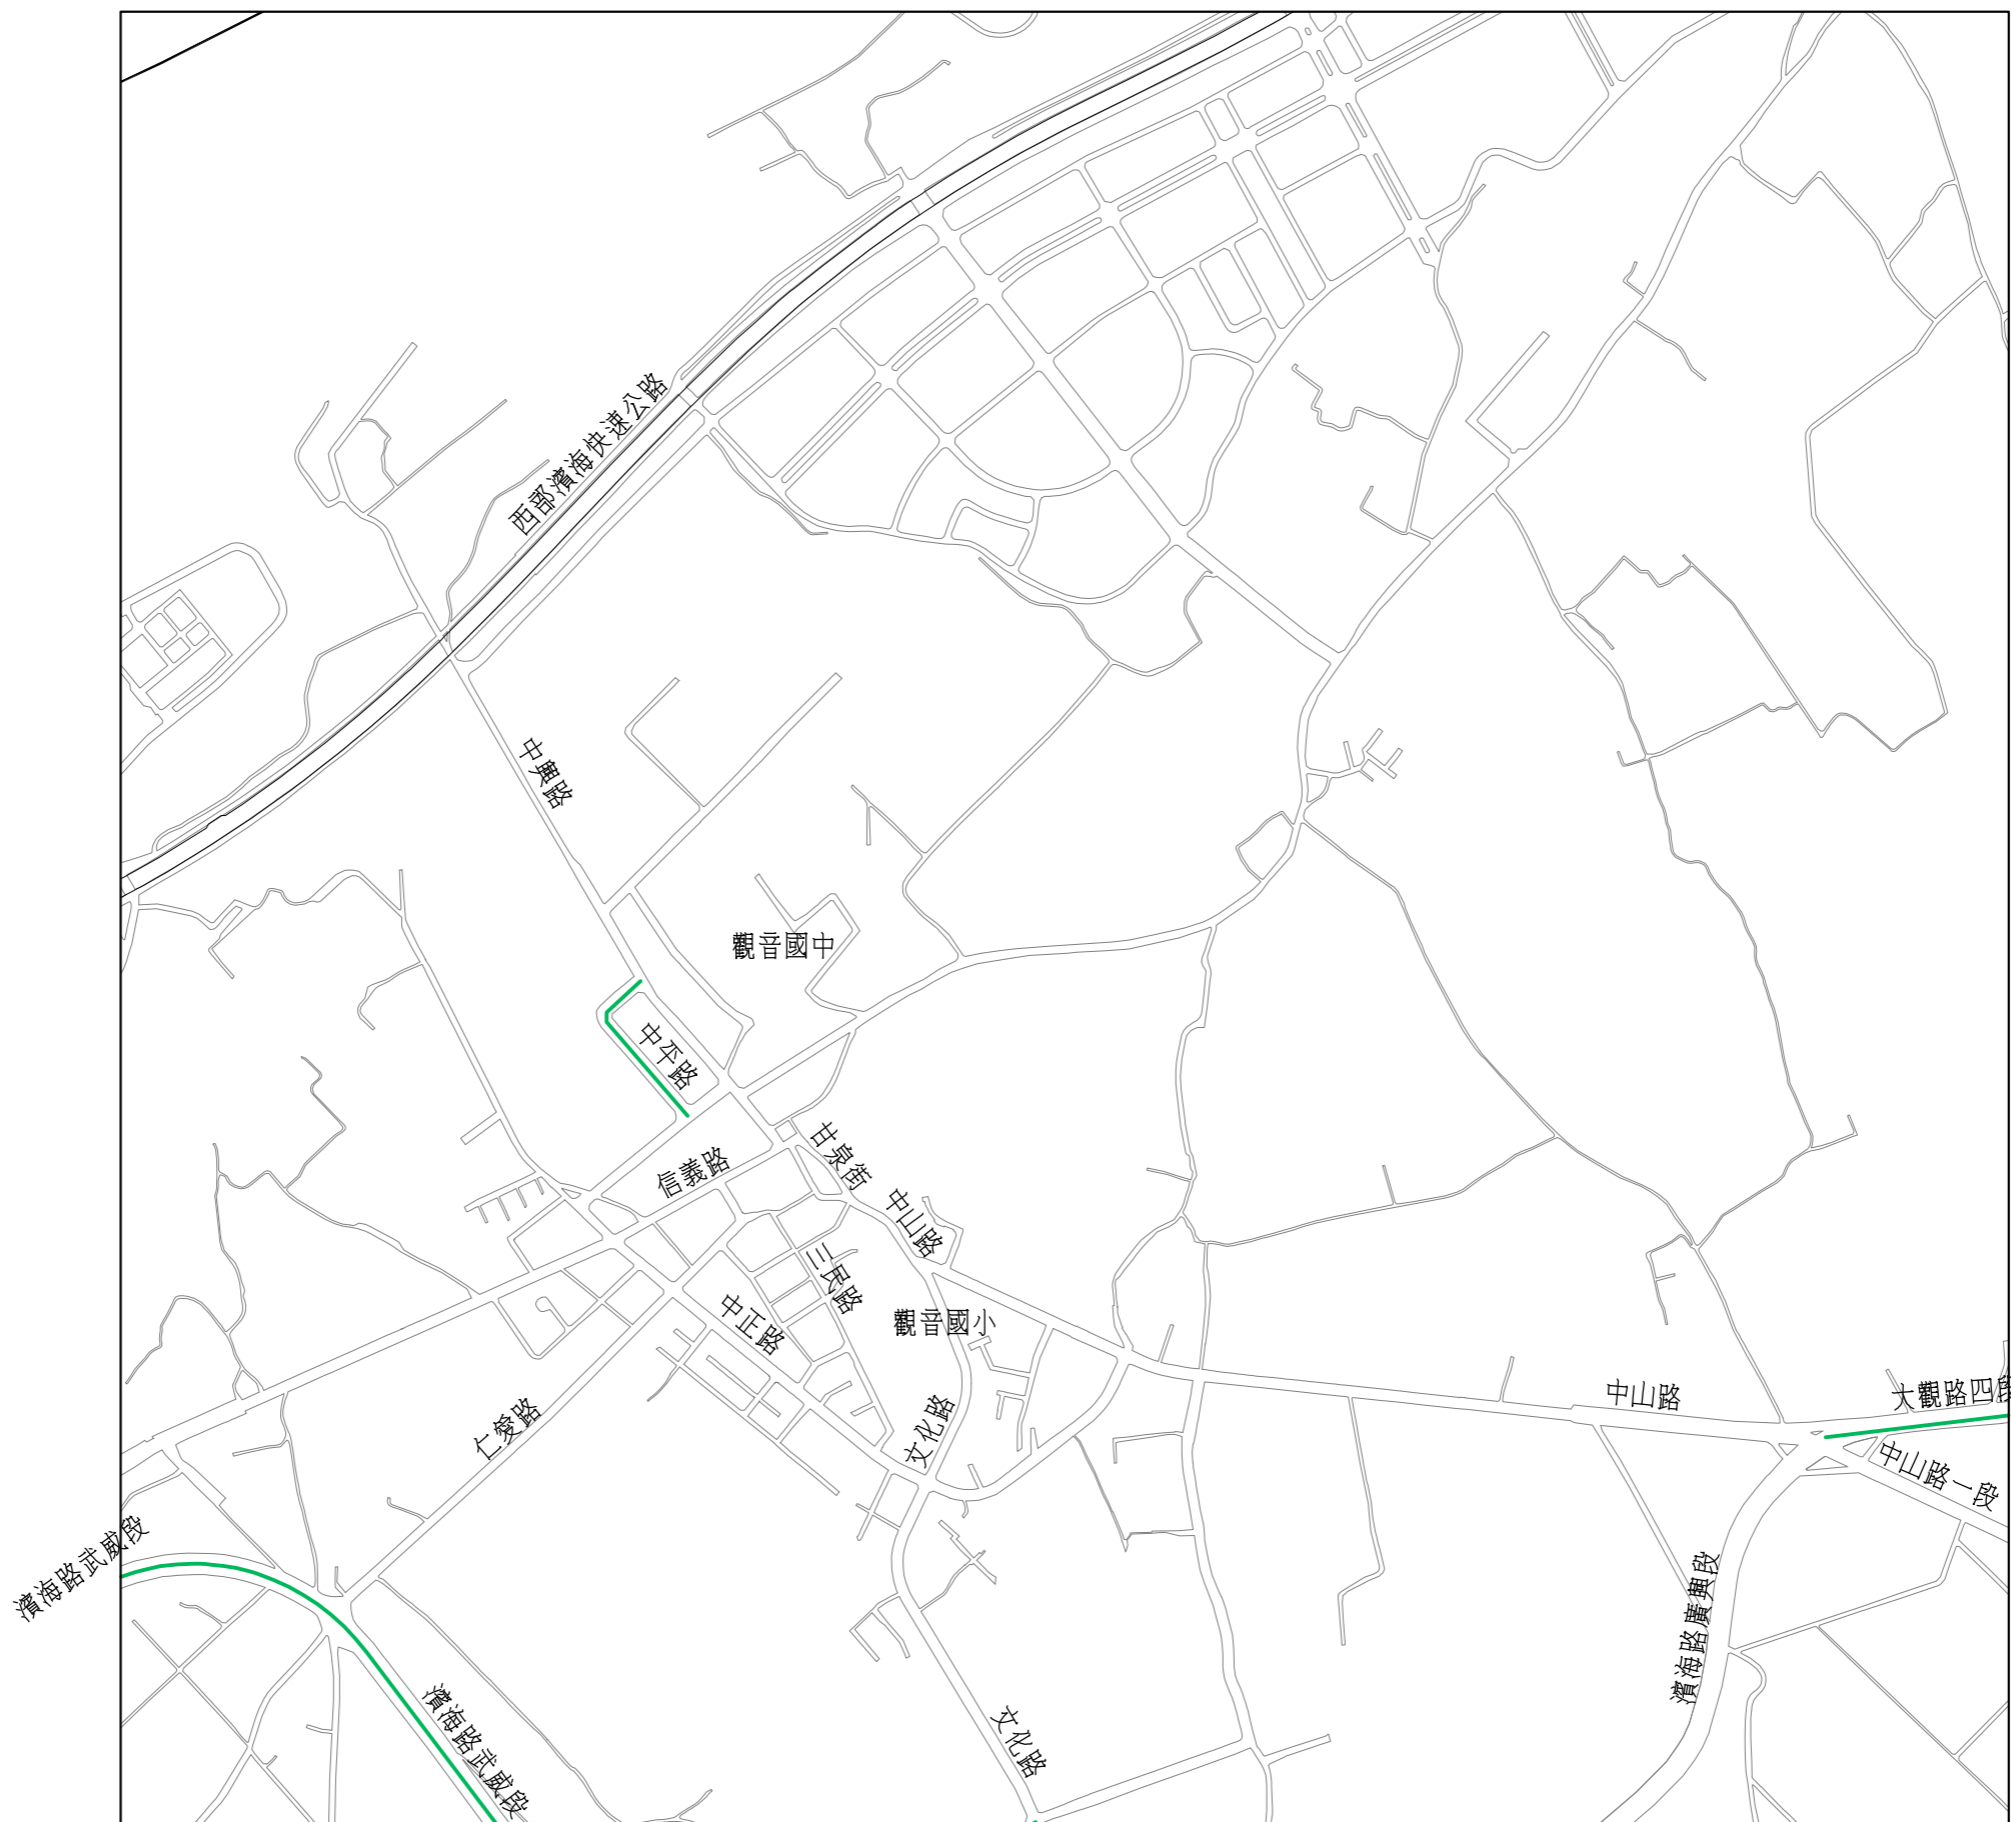 西部濱海快速公路
中廣路
觀音國中
中平路
甘泉街
信義路
中山路
三民路
中正路
觀音國小
中山路
大觀路四段
仁愛路
文化路
中山路一段
濱海路武威段
濱海路廣興段
濱海路武威段
文化路